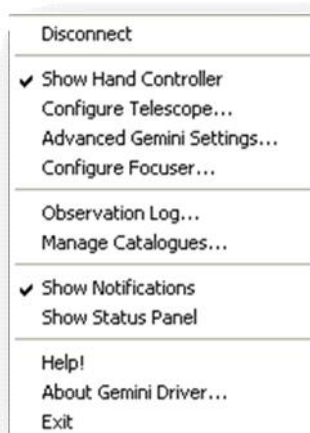 Disconnect
Show Hand Controller
Configure Telescope...
Advanced Gemini Settings...
Configure Focuser...
Observation Log...
Manage Catalogues...
Show Notifications
Show Status Panel
Help!
About Gemini Driver...
Exit